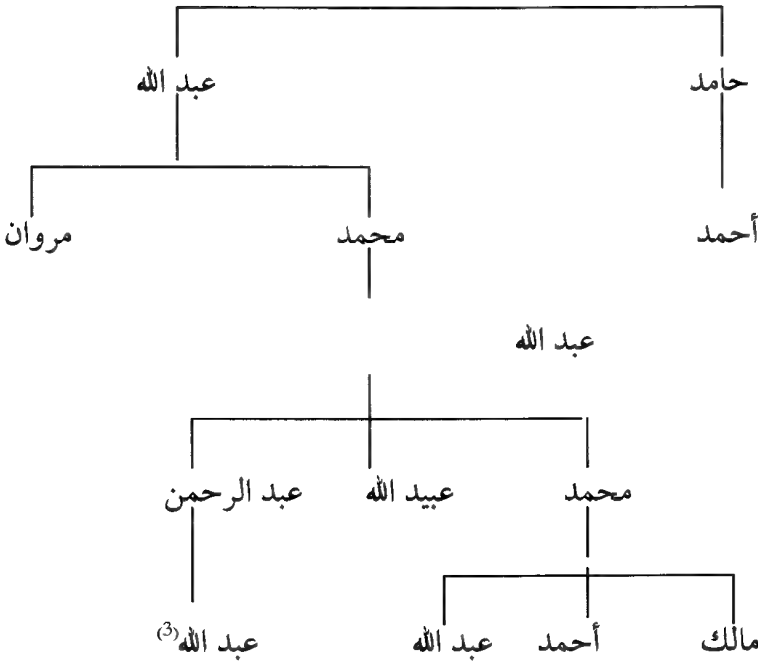 حامد عبد الله
أحمد محمد مروان
عبد الله
محمد عبيد الله عبد الرحمن
مالك أحمد عبد الله عبد الله(3)